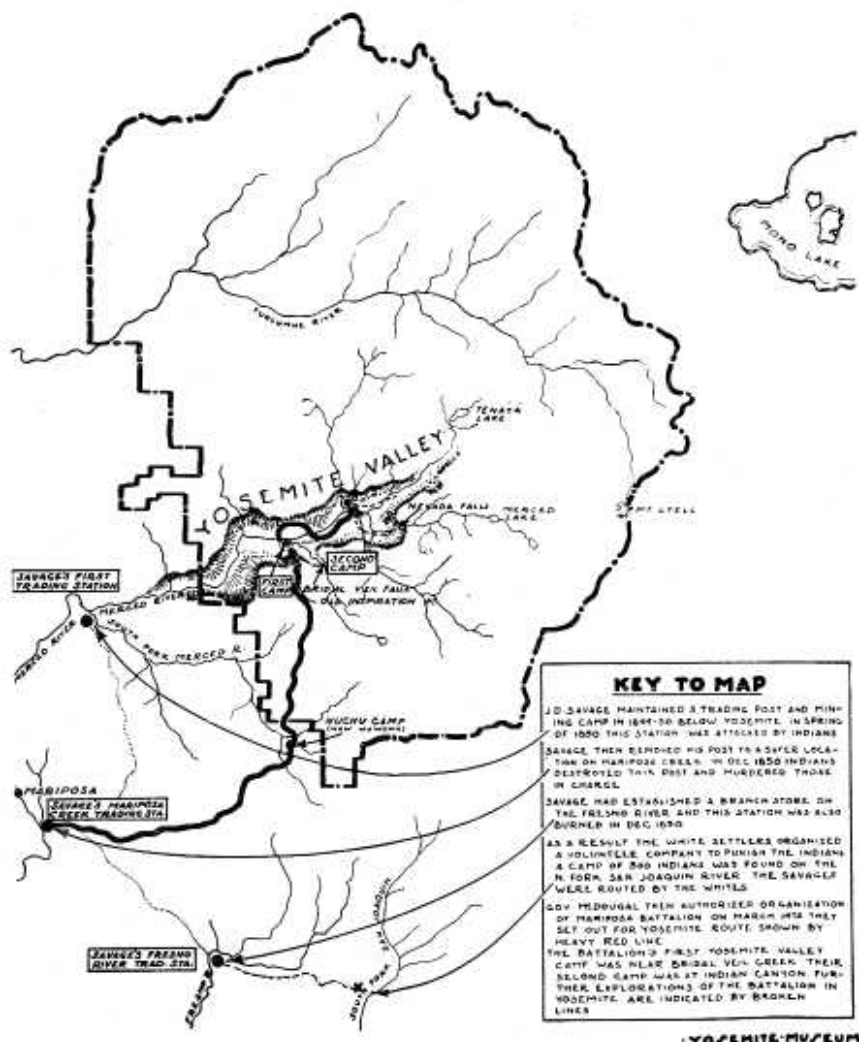 MONO LAKE
TUOLUMNE RIVER
TENAYA
LAKE
YOSEMITE VALLEY
NEVADA FALLS
MERCED
LAKE
MT LYELL
SECOND
CAMP
FIRST
CAMP
BRIDAL VEIL FALLS
OLD INSPIRATION
SAVAGE'S FIRST
TRADING STATION
MERCED RIVER
MERCED RIVER
SOUTH FORK MERCED R.
NUCHU CAMP
(NOW WAWONA)
MARIPOSA
SAVAGE'S MARIPOSA
CREEK TRADING STA.
SAVAGE'S FRESNO
RIVER TRAD. STA.
FRESNO R
SOUTH FORK SAN JOAQUIN
KEY TO MAP
J D SAVAGE MAINTAINED A TRADING POST AND MIN-
ING CAMP IN 1849-50 BELOW YOSEMITE IN SPRING
OF 1850 THIS STATION WAS ATTACKED BY INDIANS
SAVAGE THEN REMOVED HIS POST TO A SAFER LOCA-
TION ON MARIPOSA CREEK. IN DEC 1850 INDIANS
DESTROYED THIS POST AND MURDERED THOSE
IN CHARGE
SAVAGE HAD ESTABLISHED A BRANCH STORE ON
THE FRESNO RIVER AND THIS STATION WAS ALSO
BURNED IN DEC 1850
AS A RESULT THE WHITE SETTLERS ORGANIZED
A VOLUNTEER COMPANY TO PUNISH THE INDIANS
A CAMP OF 500 INDIANS WAS FOUND ON THE
N. FORK SAN JOAQUIN RIVER THE SAVAGES
WERE ROUTED BY THE WHITES
GOV MCDOUGAL THEN AUTHORIZED ORGANIZATION
OF MARIPOSA BATTALION ON MARCH THEY
SET OUT FOR YOSEMITE ROUTE SHOWN BY
HEAVY RED LINE
THE BATTALION'S FIRST YOSEMITE VALLEY
CAMP WAS NEAR BRIDAL VEIL CREEK THEIR
SECOND CAMP WAS AT INDIAN CANYON. FUR-
THER EXPLORATIONS OF THE BATTALION IN
YOSEMITE ARE INDICATED BY BROKEN
LINES
·YOSEMITE·MUSEUM